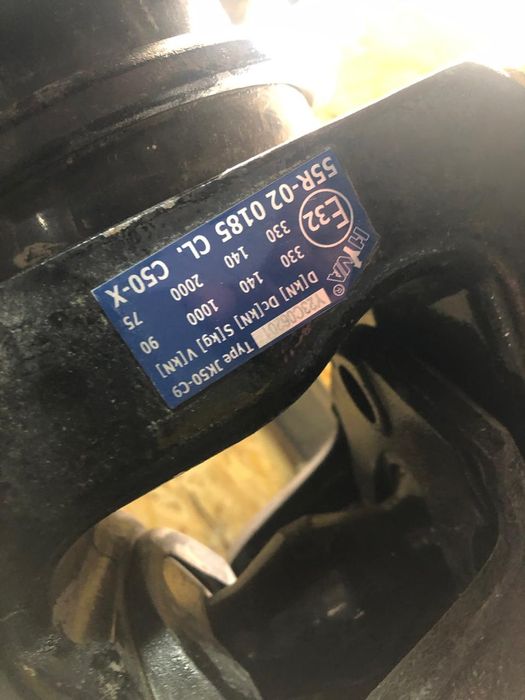 HYVA ®
Type JK50-C9
D[kN] Dc[kN] S[kg] V[kN]
330 140 1000 90
330 140 2000 75
E32
55R-02 0185 CL. C50-X